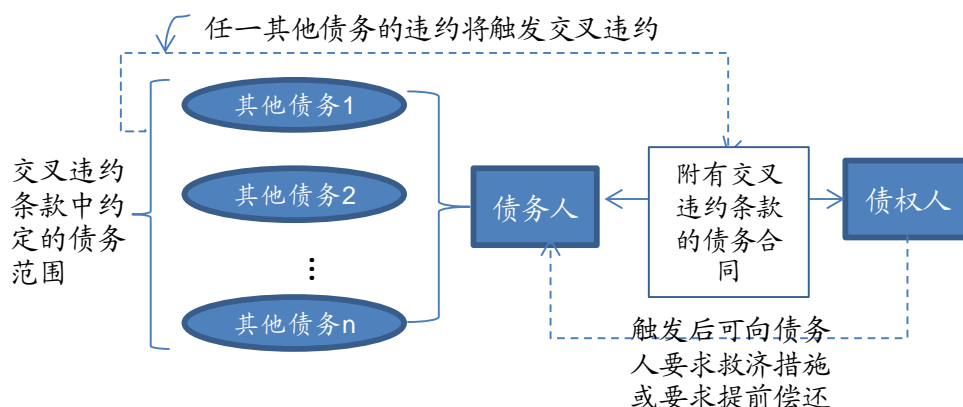 任一其他债务的违约将触发交叉违约
其他债务1
其他债务2
⋮
其他债务n
交叉违约
条款中约
定的债务
范围
债务人
附有交叉
违约条款
的债务合
同
债权人
触发后可向债务
人要求救济措施
或要求提前偿还